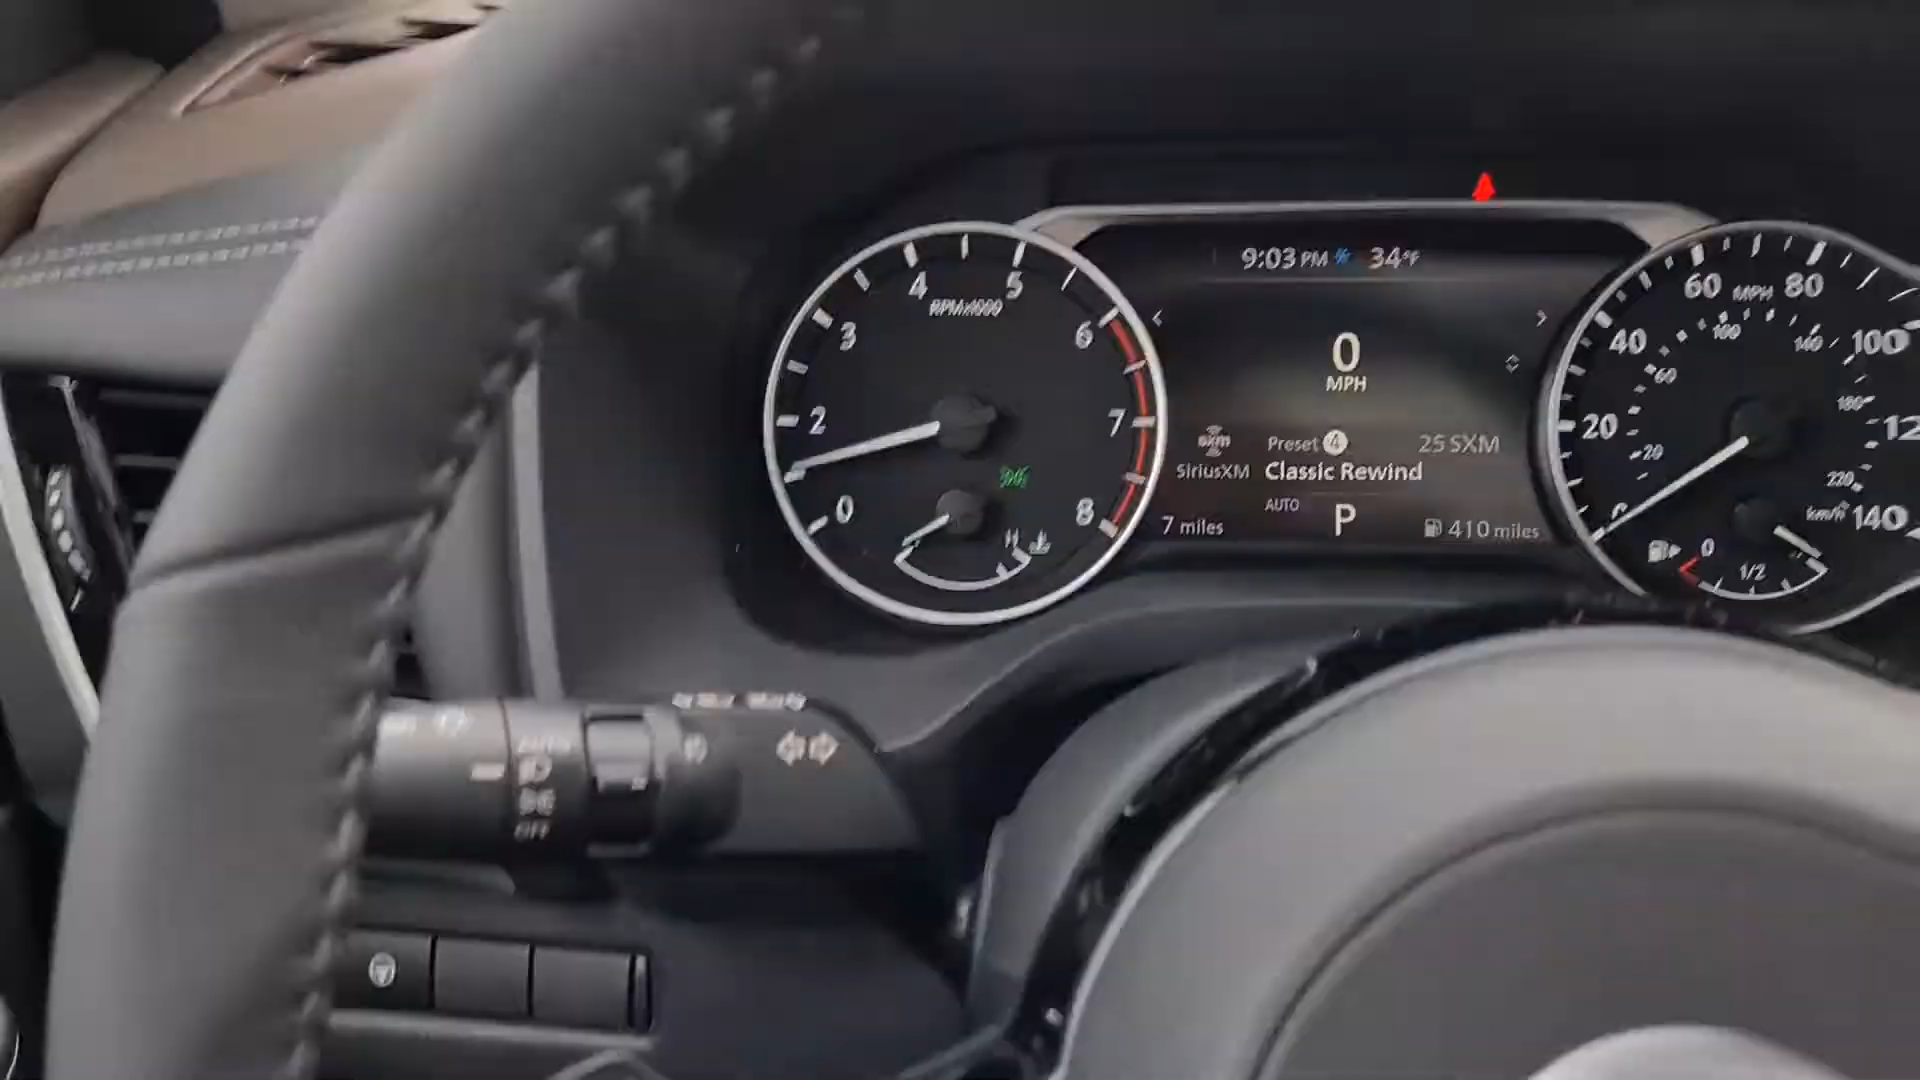 9:03 PM 34°F
4 5
RPMx1000
3 6
2 7
0 8
H
0
MPH
sxm
SiriusXM
Preset 4 25 SXM
Classic Rewind
AUTO
P
7 miles
410 miles
60 MPH 80
40 100
20
0 140
100 140
60 180
20 220
km/h
0
1/2
AUTO
OFF